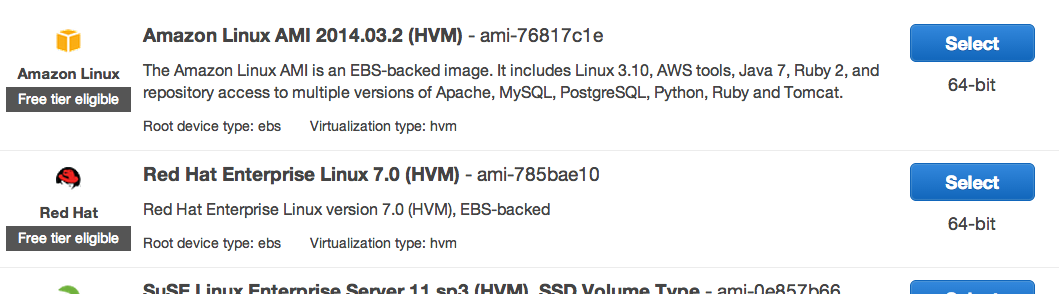 Amazon Linux AMI 2014.03.2 (HVM) - ami-76817c1e
Select
Amazon Linux
Free tier eligible
The Amazon Linux AMI is an EBS-backed image. It includes Linux 3.10, AWS tools, Java 7, Ruby 2, and
repository access to multiple versions of Apache, MySQL, PostgreSQL, Python, Ruby and Tomcat.
64-bit
Root device type: ebs Virtualization type: hvm
Red Hat Enterprise Linux 7.0 (HVM) - ami-785bae10
Select
Red Hat
Free tier eligible
Red Hat Enterprise Linux version 7.0 (HVM), EBS-backed
64-bit
Root device type: ebs Virtualization type: hvm
SuSE Linux Enterprise Server 11 sp3 (HVM), SSD Volume Type - ami-0e857b66
Select